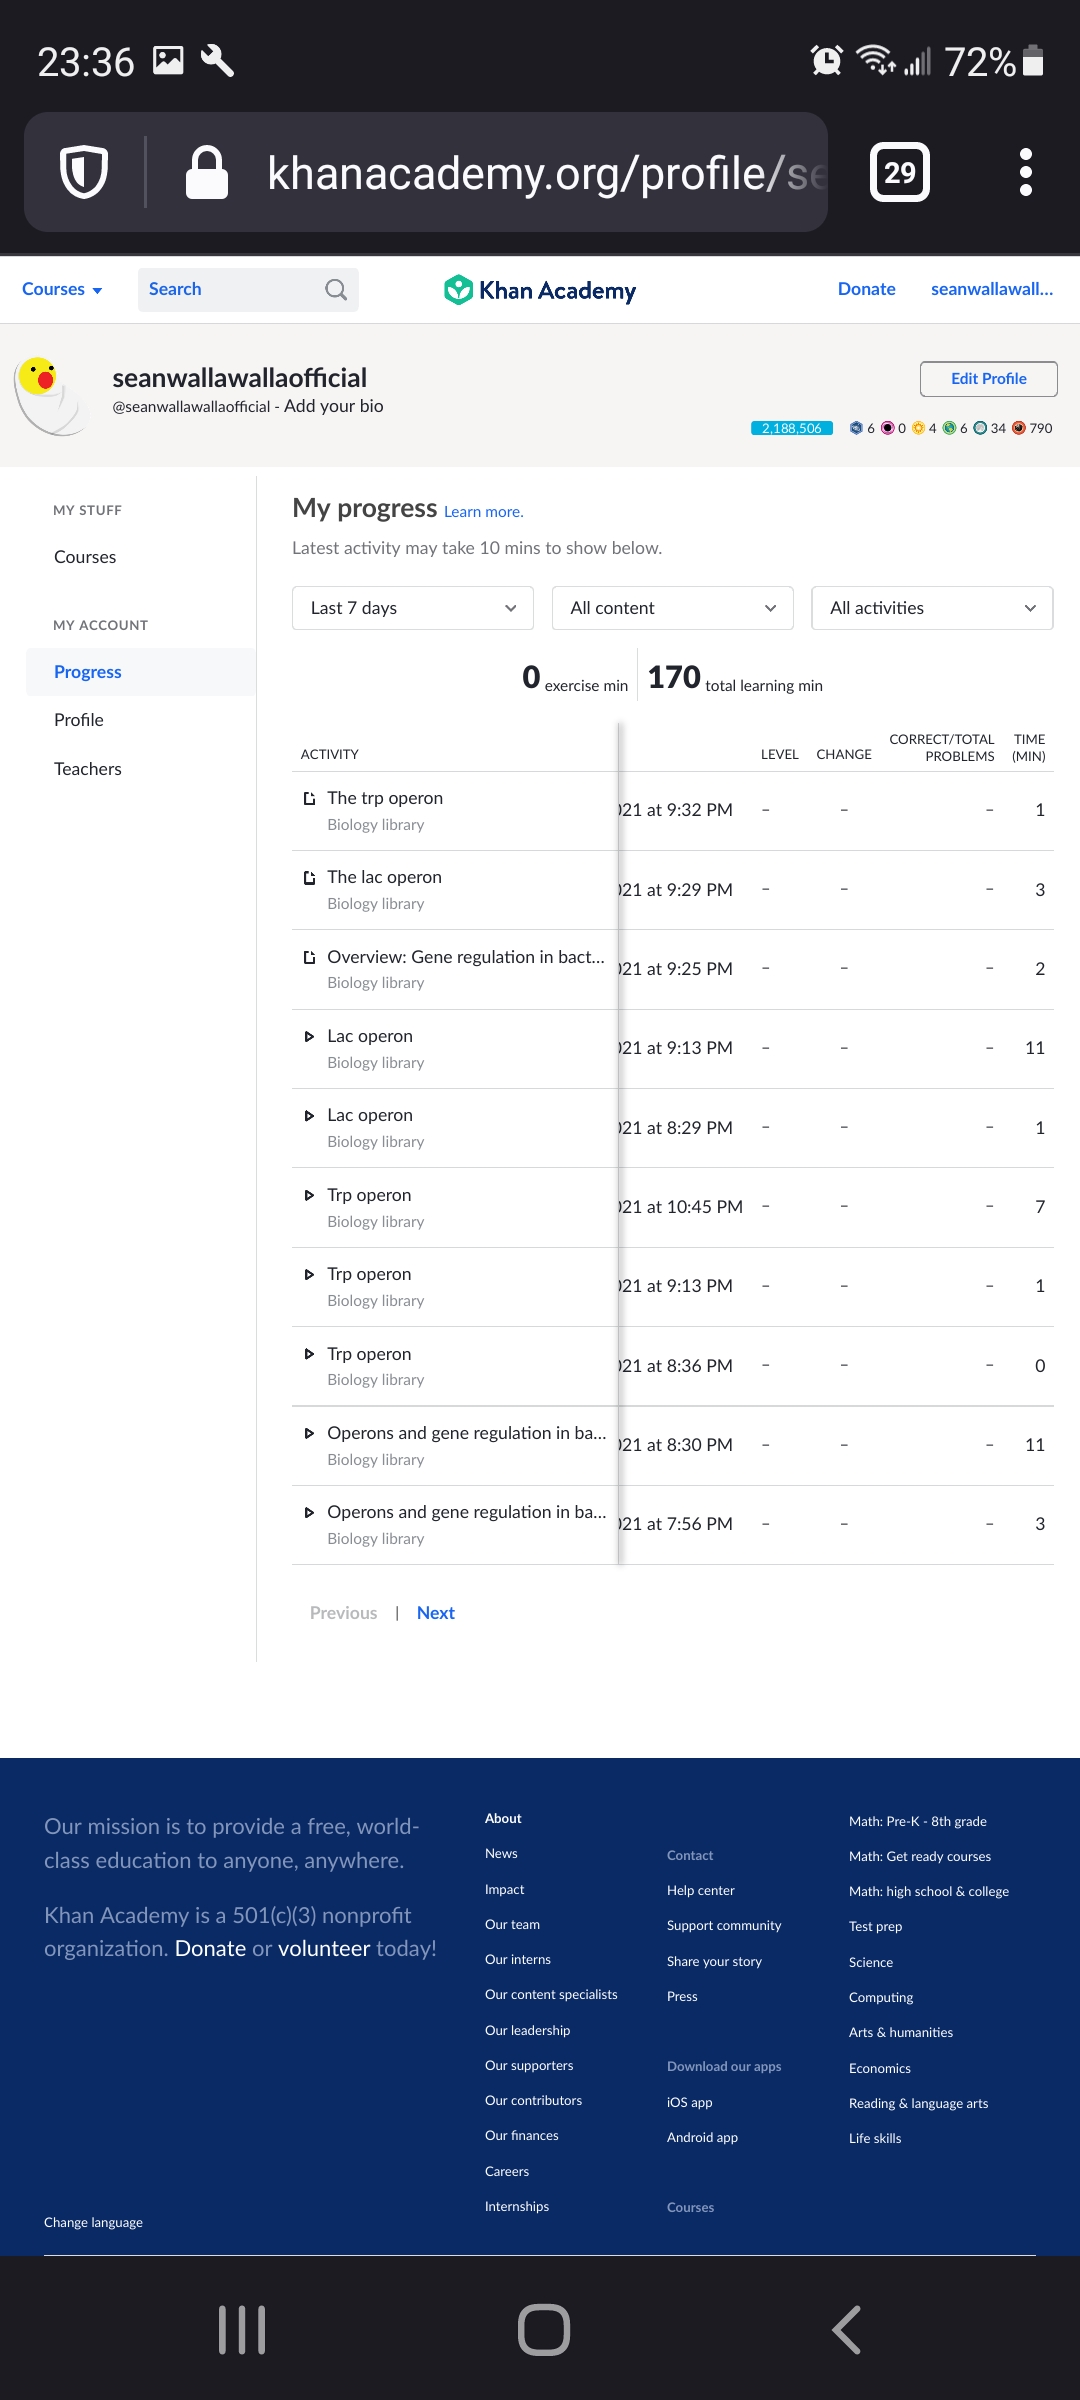 23:36 72%
khanacademy.org/profile/se 29
Courses Search Khan Academy Donate seanwallawall...
seanwallawallaofficial Edit Profile
@seanwallawallaofficial - Add your bio
2,188,506 6 0 4 6 34 790
MY STUFF
Courses
MY ACCOUNT
Progress
Profile
Teachers
My progress Learn more.
Latest activity may take 10 mins to show below.
Last 7 days All content All activities
0 exercise min 170 total learning min
ACTIVITY LEVEL CHANGE CORRECT/TOTAL PROBLEMS TIME (MIN)
The trp operon 021 at 9:32 PM – – – 1
Biology library
The lac operon 021 at 9:29 PM – – – 3
Biology library
Overview: Gene regulation in bact... 021 at 9:25 PM – – – 2
Biology library
Lac operon 021 at 9:13 PM – – – 11
Biology library
Lac operon 021 at 8:29 PM – – – 1
Biology library
Trp operon 021 at 10:45 PM – – – 7
Biology library
Trp operon 021 at 9:13 PM – – – 1
Biology library
Trp operon 021 at 8:36 PM – – – 0
Biology library
Operons and gene regulation in ba... 021 at 8:30 PM – – – 11
Biology library
Operons and gene regulation in ba... 021 at 7:56 PM – – – 3
Biology library
Previous | Next
Our mission is to provide a free, world-
class education to anyone, anywhere.
Khan Academy is a 501(c)(3) nonprofit
organization. Donate or volunteer today!
Change language
About
News
Impact
Our team
Our interns
Our content specialists
Our leadership
Our supporters
Our contributors
Our finances
Careers
Internships
Contact
Help center
Support community
Share your story
Press
Download our apps
iOS app
Android app
Courses
Math: Pre-K - 8th grade
Math: Get ready courses
Math: high school & college
Test prep
Science
Computing
Arts & humanities
Economics
Reading & language arts
Life skills